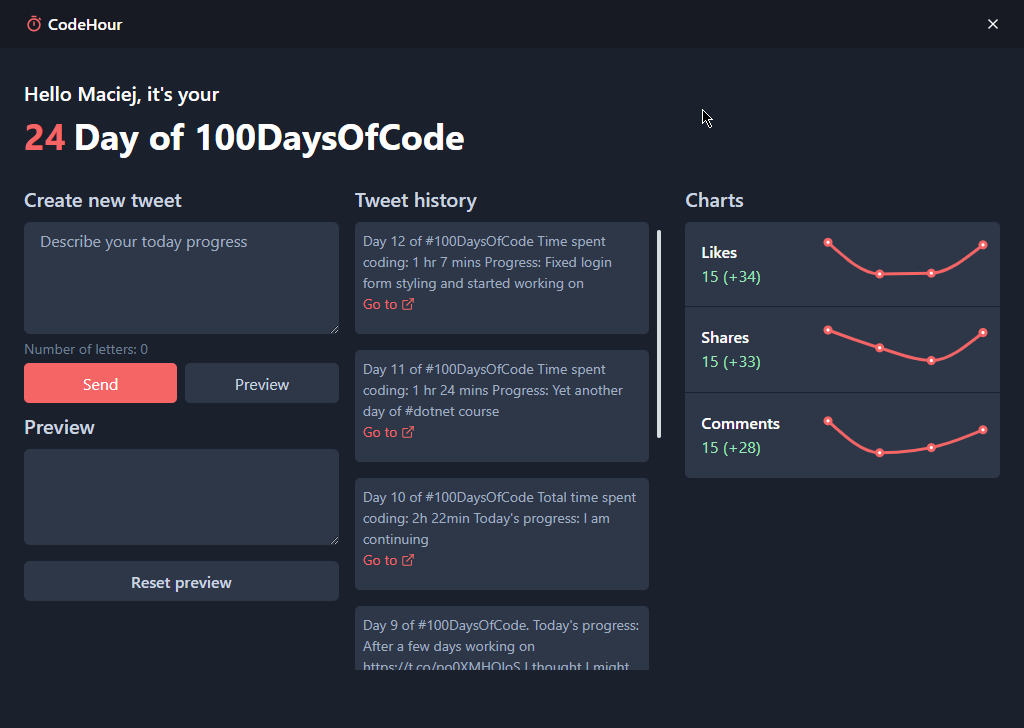 CodeHour
Hello Maciej, it's your
24 Day of 100DaysOfCode
Create new tweet
Describe your today progress
Number of letters: 0
Send
Preview
Preview
Reset preview
Tweet history
Day 12 of #100DaysOfCode Time spent
coding: 1 hr 7 mins Progress: Fixed login
form styling and started working on
Go to
Day 11 of #100DaysOfCode Time spent
coding: 1 hr 24 mins Progress: Yet another
day of #dotnet course
Go to
Day 10 of #100DaysOfCode Total time spent
coding: 2h 22min Today's progress: I am
continuing
Go to
Day 9 of #100DaysOfCode. Today's progress:
After a few days working on
I thought I might
Charts
Likes
15 (+34)
Shares
15 (+33)
Comments
15 (+28)